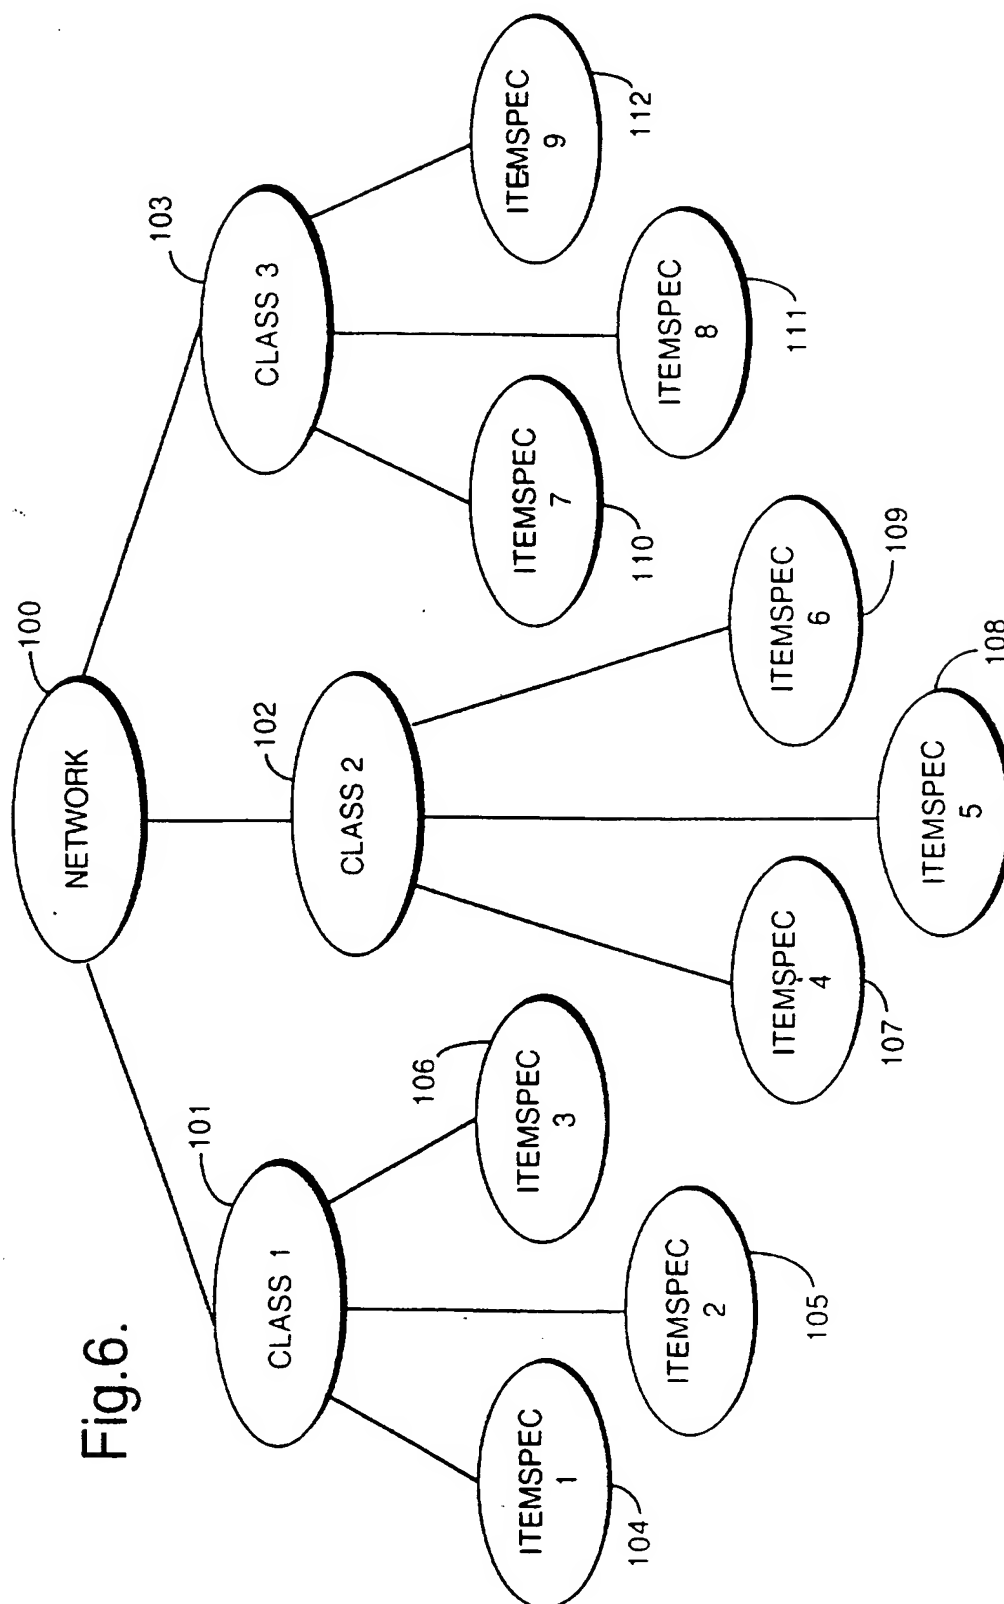 Fig.6.
NETWORK
100
CLASS 1
101
CLASS 2
102
CLASS 3
103
ITEMSPEC
1
104
ITEMSPEC
2
105
ITEMSPEC
3
106
ITEMSPEC
4
107
ITEMSPEC
5
108
ITEMSPEC
6
109
ITEMSPEC
7
110
ITEMSPEC
8
111
ITEMSPEC
9
112